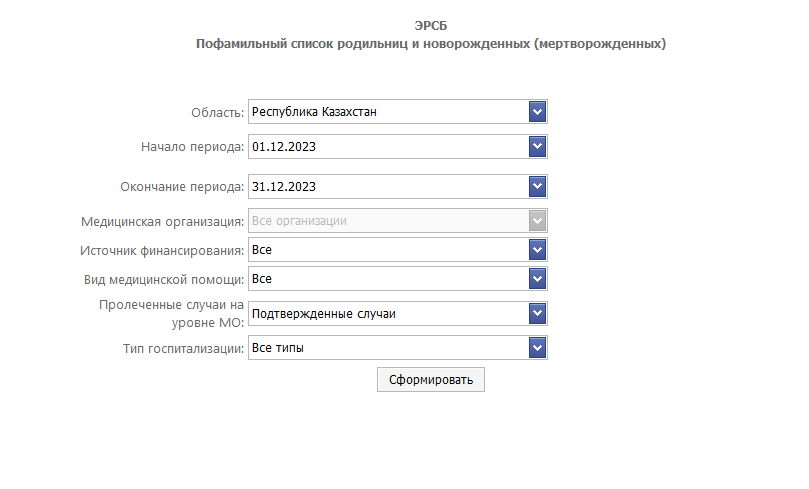 ЭРСБ
Пофамильный список родильниц и новорожденных (мертворожденных)
Область: Республика Казахстан
Начало периода: 01.12.2023
Окончание периода: 31.12.2023
Медицинская организация: Все организации
Источник финансирования: Все
Вид медицинской помощи: Все
Пролеченные случаи на
уровне МО: Подтвержденные случаи
Тип госпитализации: Все типы
Сформировать